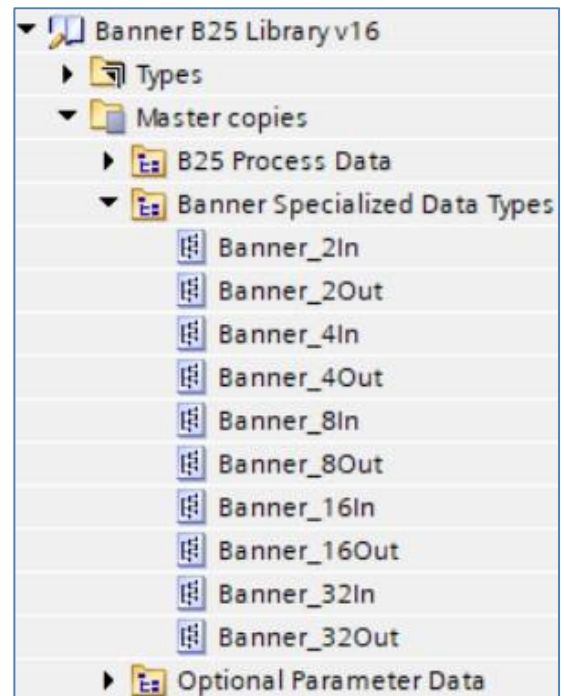 Banner B25 Library v16
Types
Master copies
B25 Process Data
Banner Specialized Data Types
Banner_2In
Banner_2Out
Banner_4In
Banner_4Out
Banner_8In
Banner_8Out
Banner_16In
Banner_16Out
Banner_32In
Banner_32Out
Optional Parameter Data